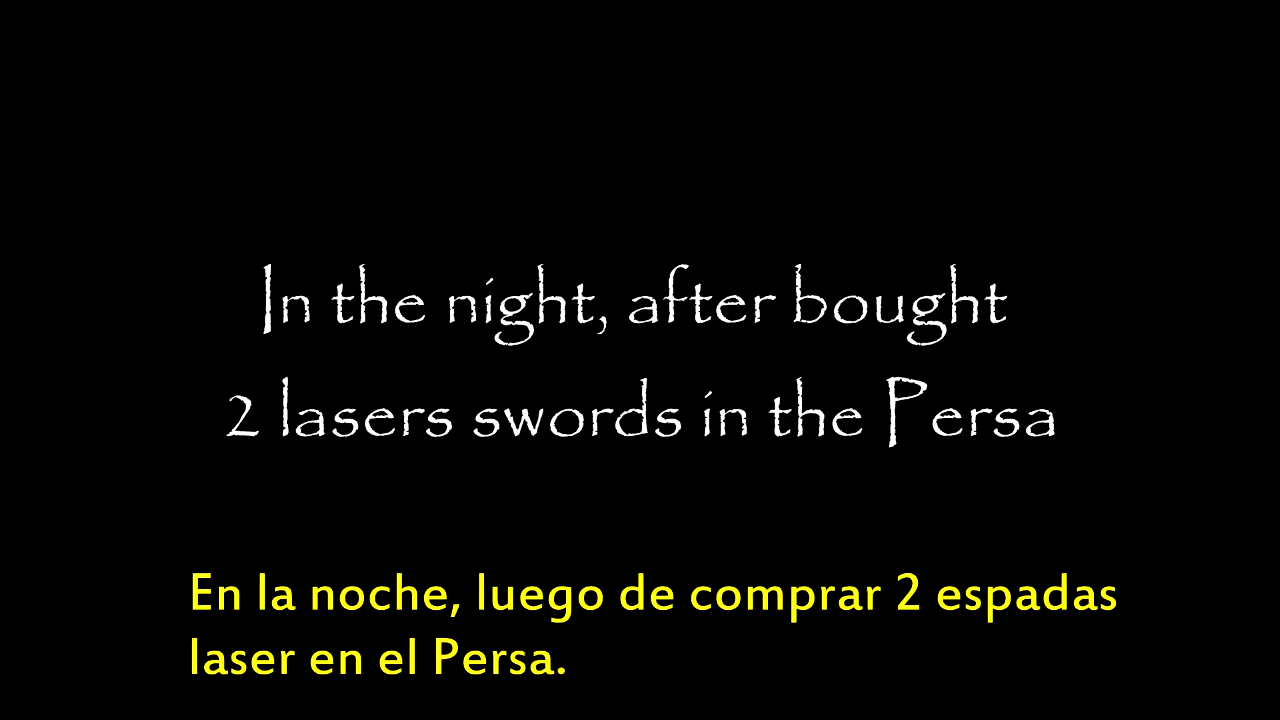 In the night, after bought
2 lasers swords in the Persa
En la noche, luego de comprar 2 espadas
laser en el Persa.